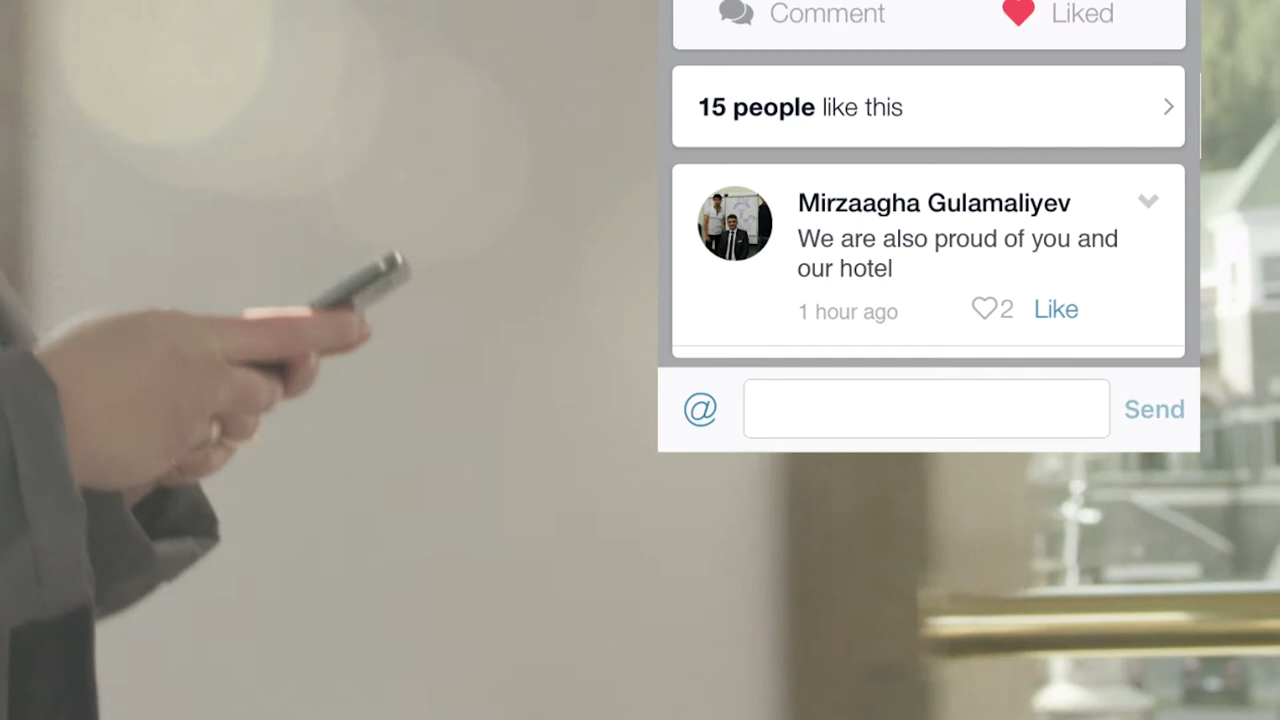 Comment
Liked
15 people like this
Mirzaagha Gulamaliyev
We are also proud of you and
our hotel
1 hour ago
2
Like
@
Send